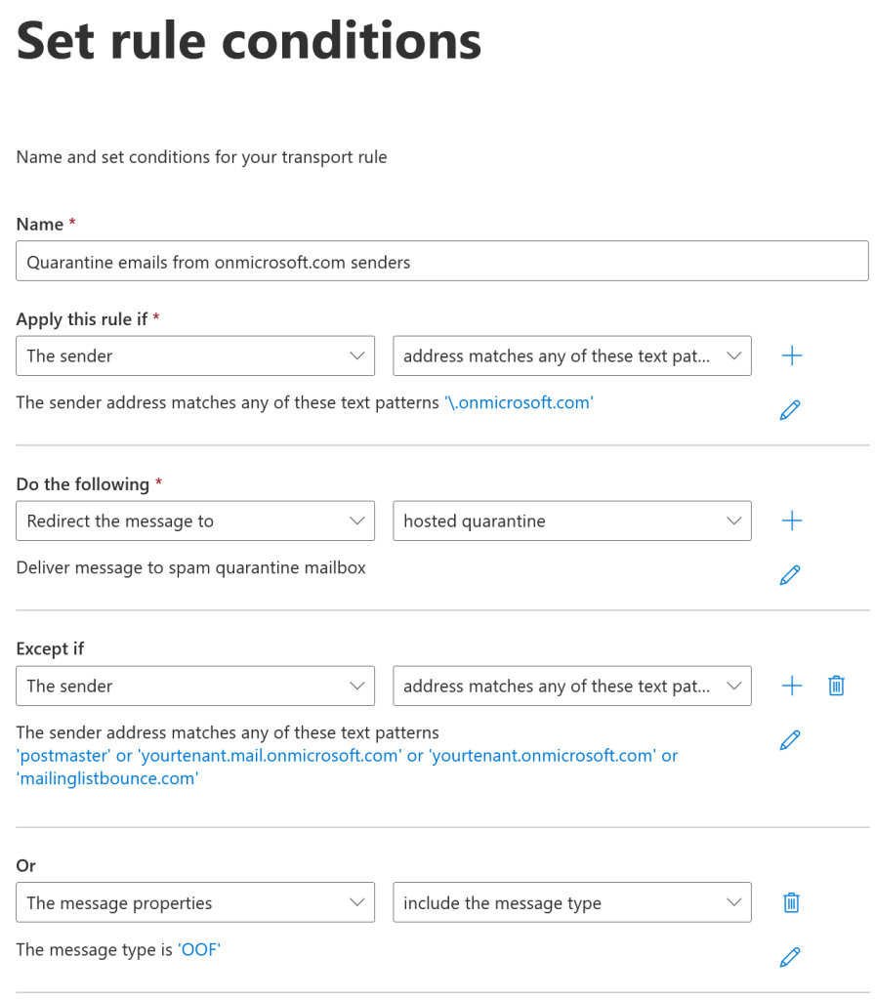 Set rule conditions
Name and set conditions for your transport rule
Name *
Quarantine emails from onmicrosoft.com senders
Apply this rule if *
The sender
address matches any of these text pat...
The sender address matches any of these text patterns '\.onmicrosoft.com'
Do the following *
Redirect the message to
hosted quarantine
Deliver message to spam quarantine mailbox
Except if
The sender
address matches any of these text pat...
The sender address matches any of these text patterns
'postmaster' or 'yourtenant.mail.onmicrosoft.com' or 'yourtenant.onmicrosoft.com' or
'mailinglistbounce.com'
Or
The message properties
include the message type
The message type is 'OOF'